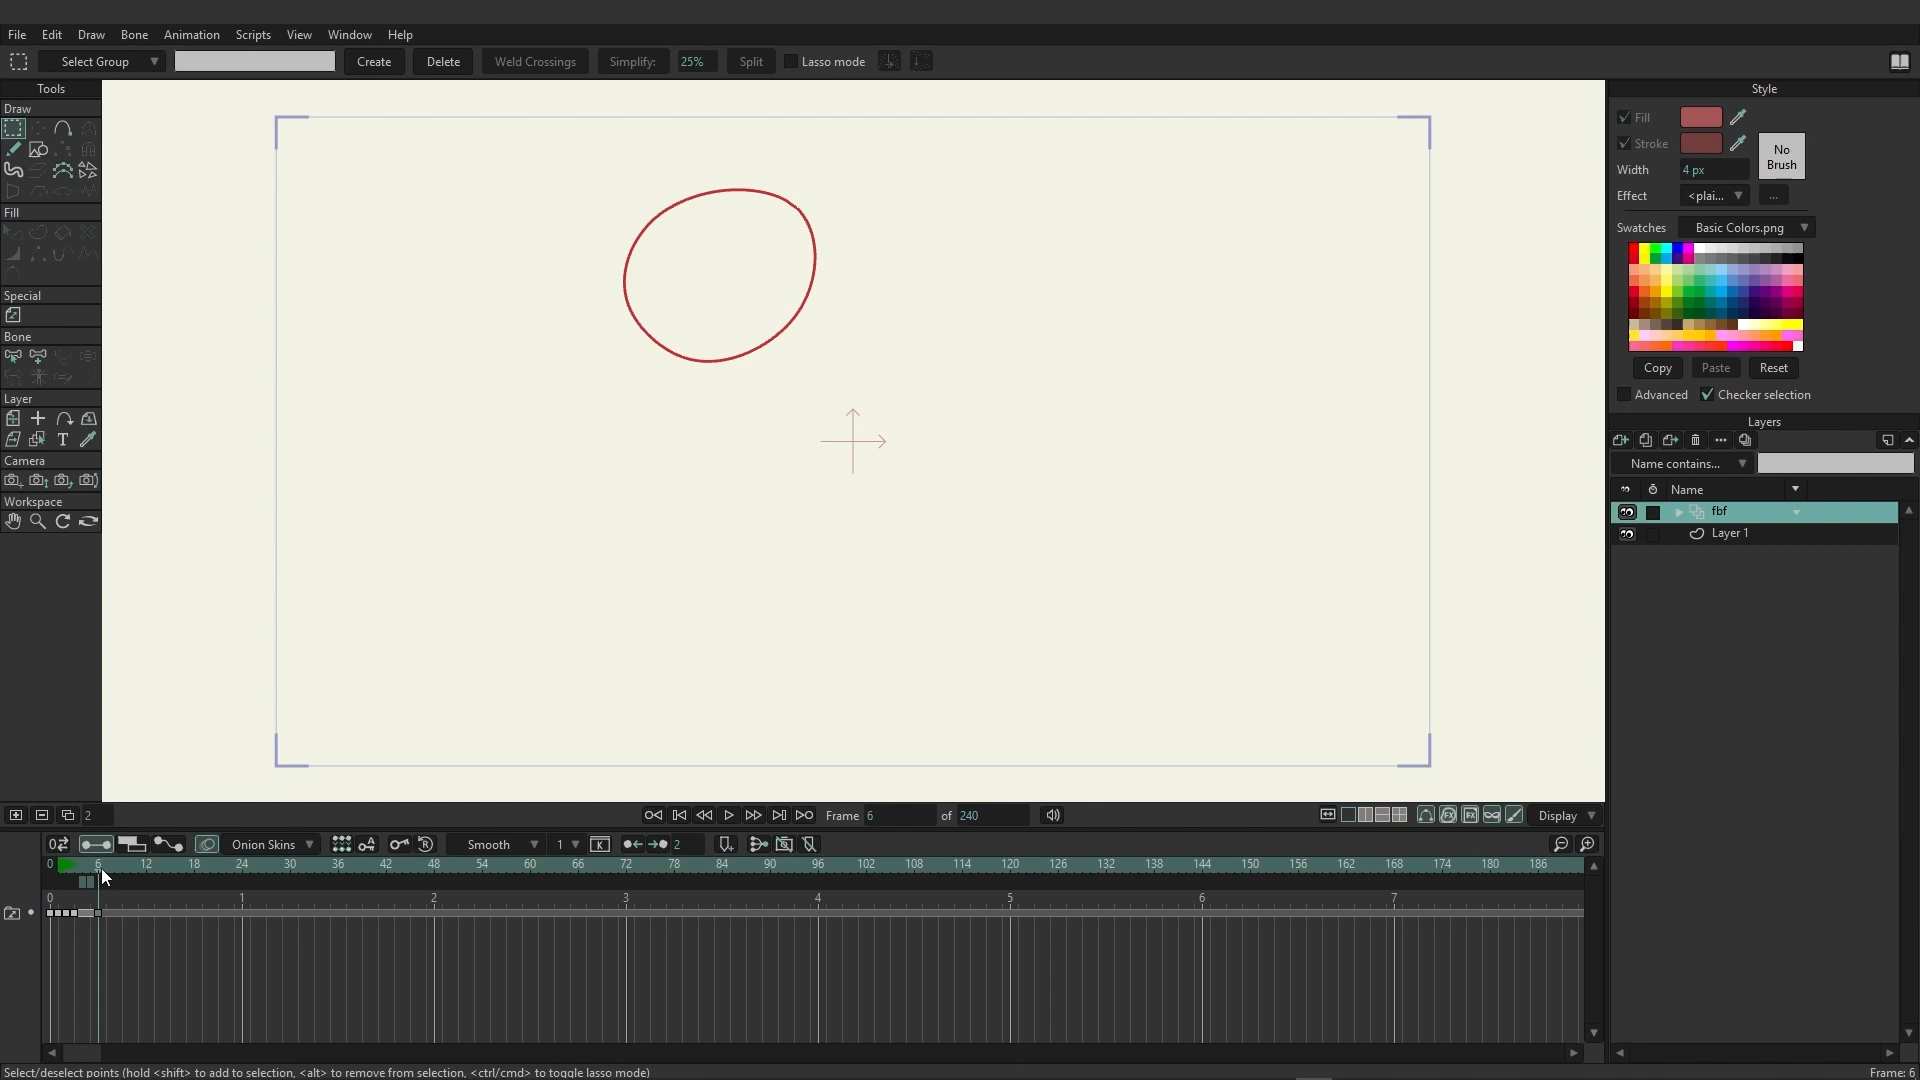 File Edit Draw Bone Animation Scripts View Window Help
Select Group Create Delete Weld Crossings Simplify: 25% Split Lasso mode
Tools
Draw
Fill
Special
Bone
Layer
T
Camera
Workspace
Style
Fill
Stroke
No Brush
Width 4 px
Effect <plai... ...
Swatches Basic Colors.png
Copy Paste Reset
Advanced Checker selection
Layers
Name contains...
Name
fbf
Layer 1
2 Frame 6 of 240 Display
Onion Skins Smooth 1 K 2
0 6 12 18 24 30 36 42 48 54 60 66 72 78 84 90 96 102 108 114 120 126 132 138 144 150 156 162 168 174 180 186
0 1 2 3 4 5 6 7
Select/deselect points (hold <shift> to add to selection, <alt> to remove from selection, <ctrl/cmd> to toggle lasso mode) Frame: 6